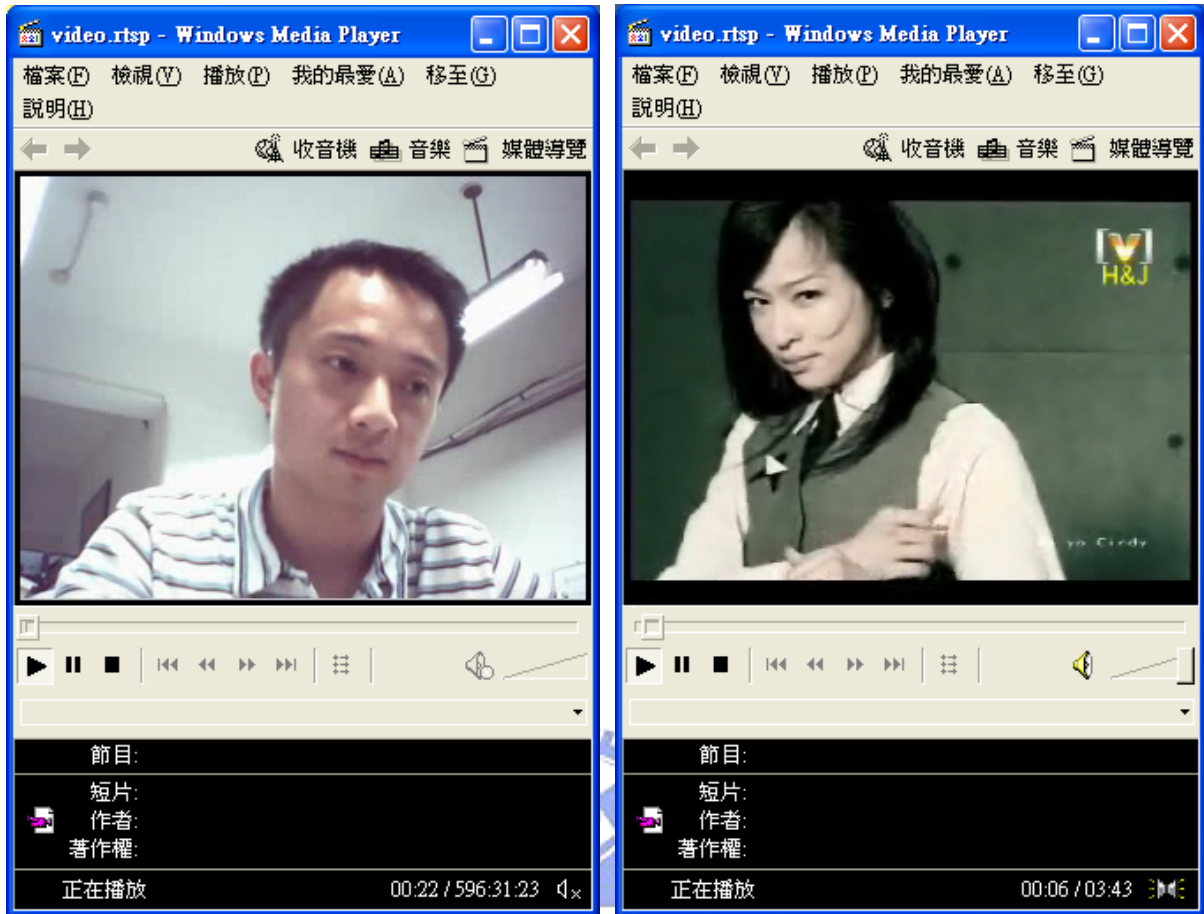 video.rtsp - Windows Media Player
檔案(F) 檢視(V) 播放(P) 我的最愛(A) 移至(G)
說明(H)
收音機 音樂 媒體導覽
節目:
短片:
作者:
著作權:
正在播放 00:22 / 596:31:23
video.rtsp - Windows Media Player
檔案(F) 檢視(V) 播放(P) 我的最愛(A) 移至(G)
說明(H)
收音機 音樂 媒體導覽
[V]
H&J
yo Cindy
節目:
短片:
作者:
著作權:
正在播放 00:06 / 03:43